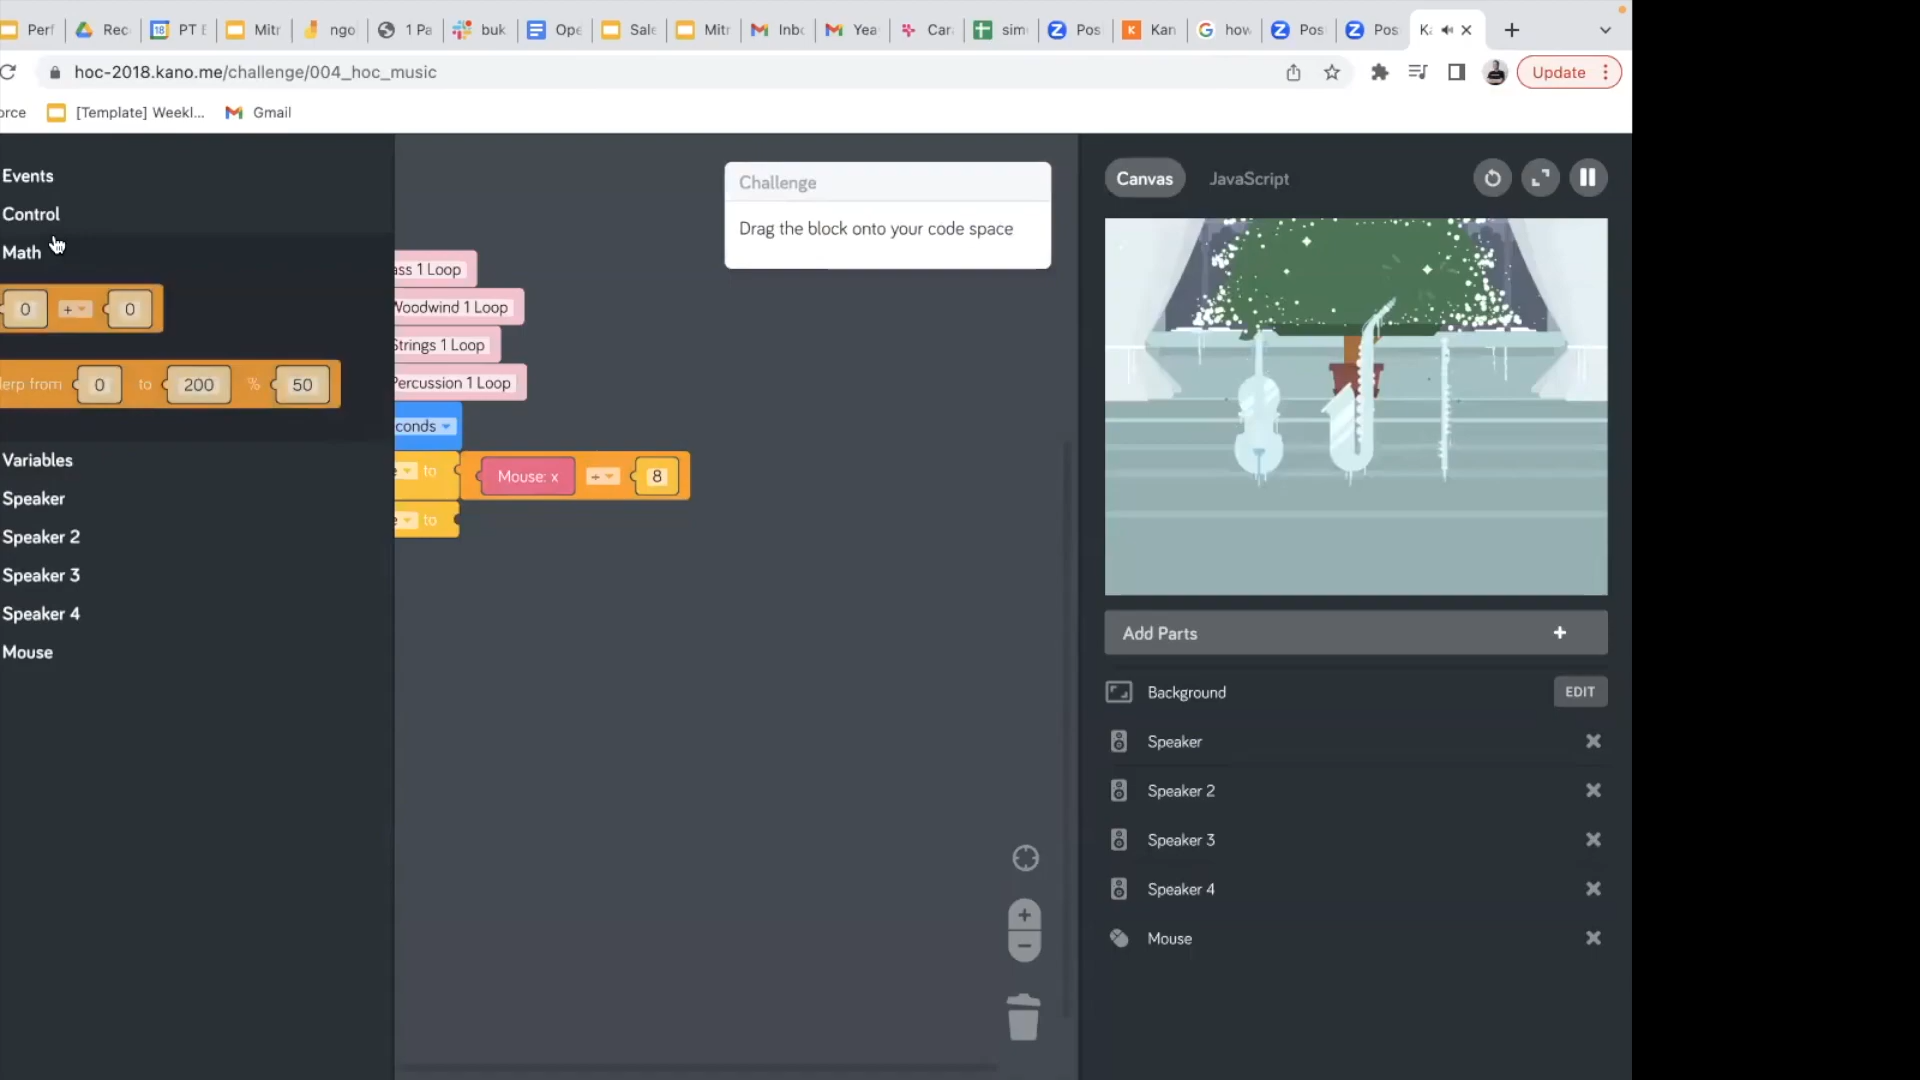 Perf Rec 18 PT E Mitr ngo 1 Pa buk Ope Sale Mitr Inbo Yea Car sim Pos Kan how Pos Pos Ka
hoc-2018.kano.me/challenge/004_hoc_music Update
orce [Template] Weekl... Gmail
Events
Control
Math
0 + 0
lerp from 0 to 200 % 50
Variables
Speaker
Speaker 2
Speaker 3
Speaker 4
Mouse
ass 1 Loop
Woodwind 1 Loop
Strings 1 Loop
Percussion 1 Loop
conds
e to Mouse: x ÷ 8
e to
Challenge
Drag the block onto your code space
Canvas JavaScript
Add Parts +
Background EDIT
Speaker
Speaker 2
Speaker 3
Speaker 4
Mouse